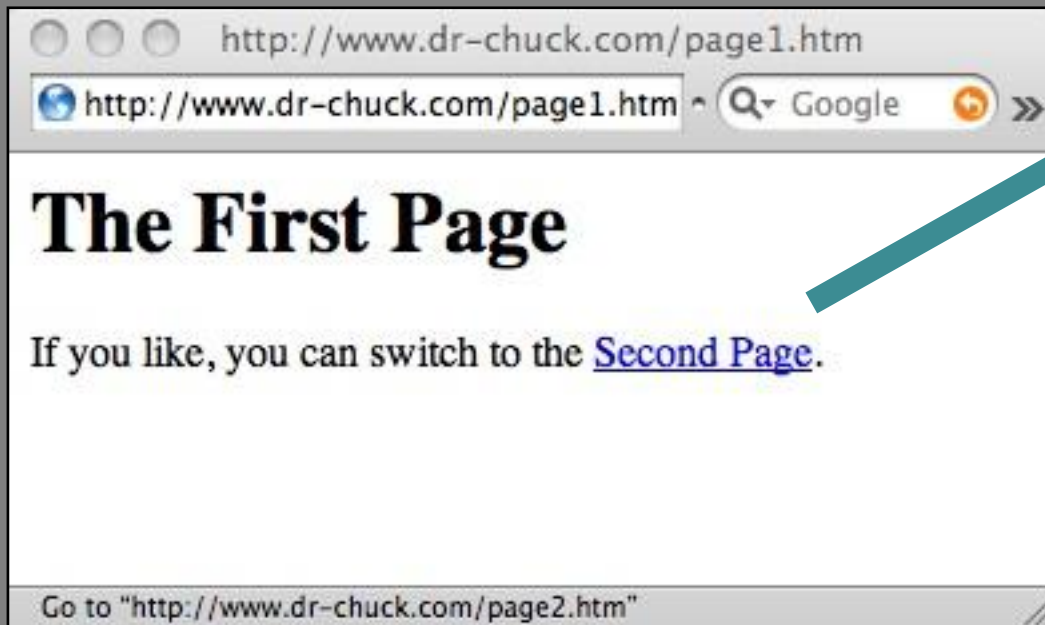 http://www.dr-chuck.com/page1.htm
http://www.dr-chuck.com/page1.htm Google
The First Page
If you like, you can switch to the Second Page.
Go to "http://www.dr-chuck.com/page2.htm"